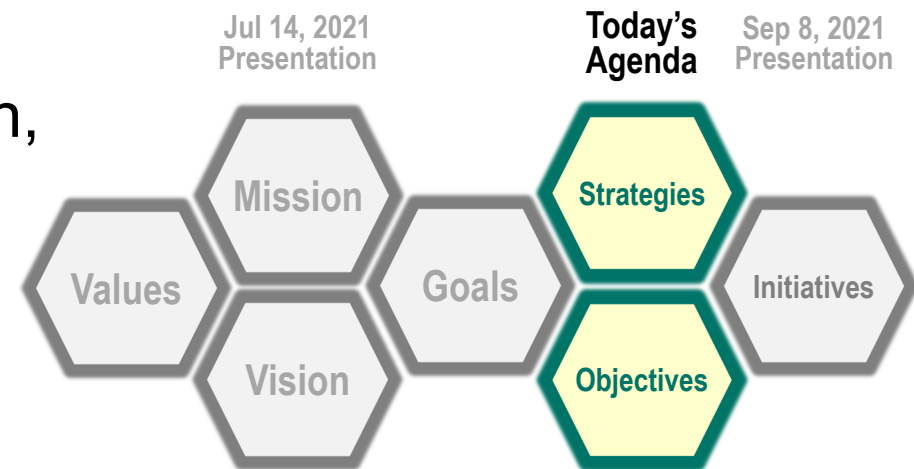 Jul 14, 2021
Presentation
Today's
Agenda
Sep 8, 2021
Presentation
Mission
Strategies
Values
Goals
Initiatives
Vision
Objectives